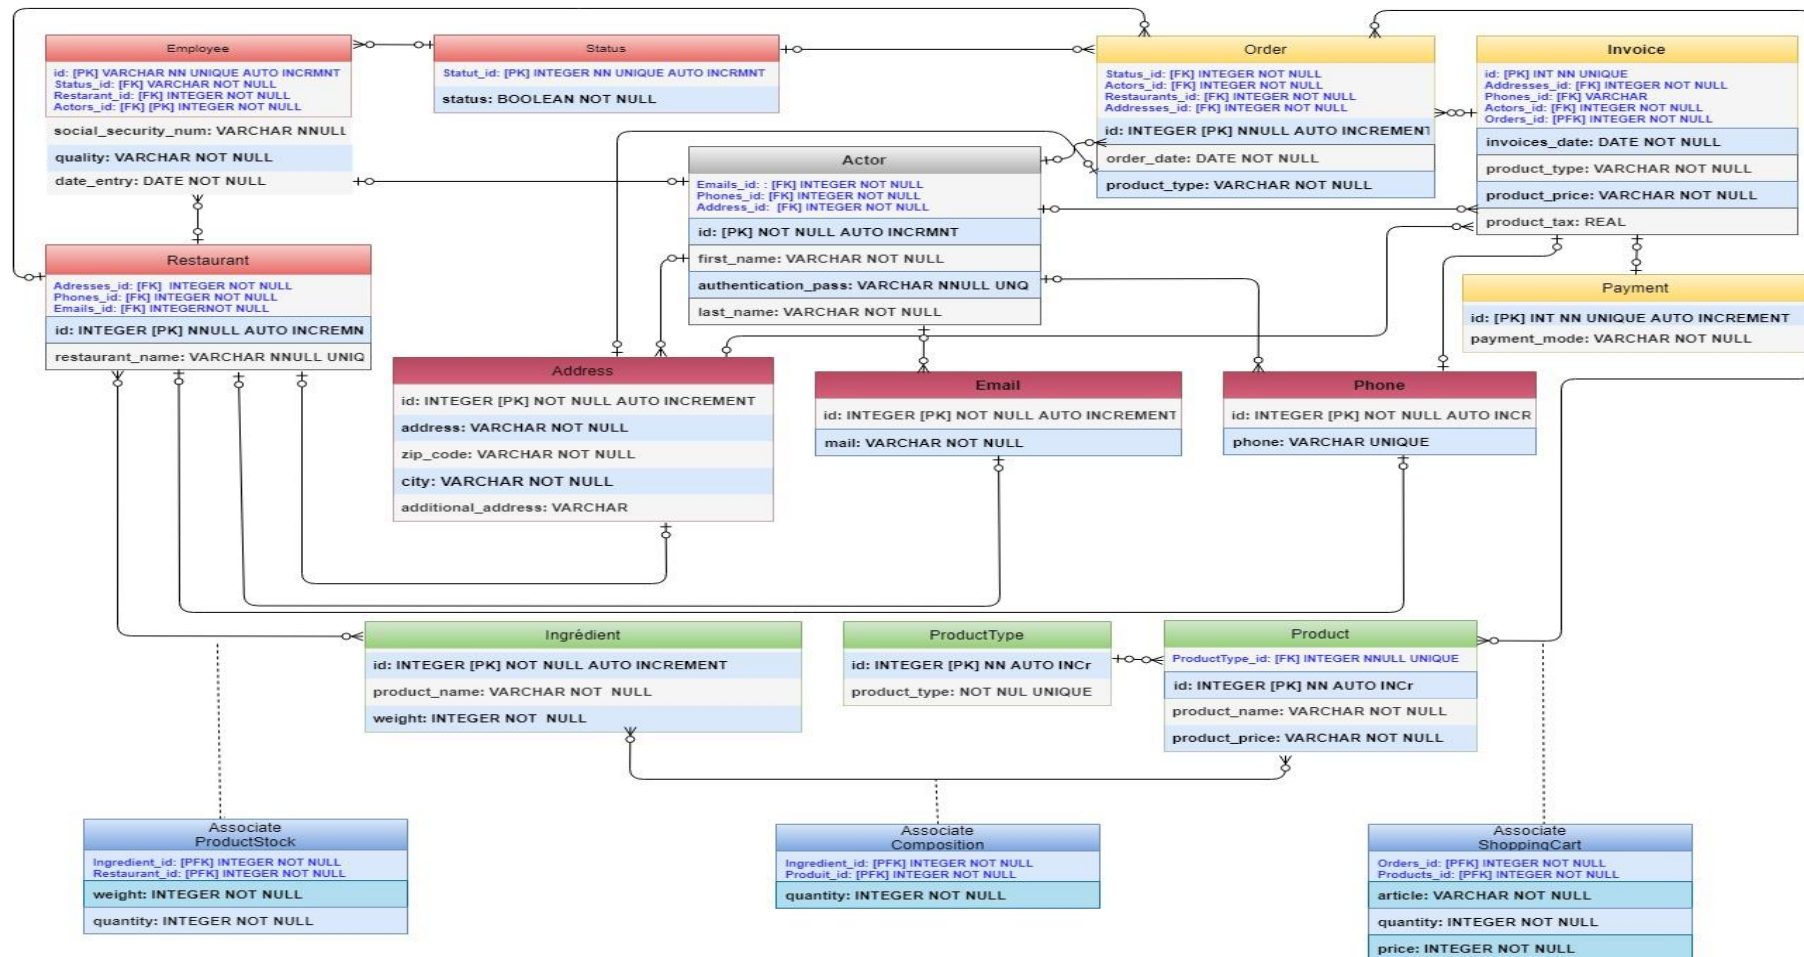 Employee
id: [PK] VARCHAR NN UNIQUE AUTO INCRMNT
Status_id: [FK] VARCHAR NOT NULL
Restarant_id: [FK] INTEGER NOT NULL
Actors_id: [FK] [PK] INTEGER NOT NULL
social_security_num: VARCHAR NNULL
quality: VARCHAR NOT NULL
date_entry: DATE NOT NULL
Status
Statut_id: [PK] INTEGER NN UNIQUE AUTO INCRMNT
status: BOOLEAN NOT NULL
Order
Status_id: [FK] INTEGER NOT NULL
Actors_id: [FK] INTEGER NOT NULL
Restaurants_id: [FK] INTEGER NOT NULL
Addresses_id: [FK] INTEGER NOT NULL
id: INTEGER [PK] NNULL AUTO INCREMENT
order_date: DATE NOT NULL
product_type: VARCHAR NOT NULL
Invoice
id: [PK] INT NN UNIQUE
Addresses_id: [FK] INTEGER NOT NULL
Phones_id: [FK] VARCHAR
Actors_id: [FK] INTEGER NOT NULL
Orders_id: [PFK] INTEGER NOT NULL
invoices_date: DATE NOT NULL
product_type: VARCHAR NOT NULL
product_price: VARCHAR NOT NULL
product_tax: REAL
Actor
Emails_id: : [FK] INTEGER NOT NULL
Phones_id: [FK] INTEGER NOT NULL
Address_id: [FK] INTEGER NOT NULL
id: [PK] NOT NULL AUTO INCRMNT
first_name: VARCHAR NOT NULL
authentication_pass: VARCHAR NNULL UNQ
last_name: VARCHAR NOT NULL
Restaurant
Adresses_id: [FK] INTEGER NOT NULL
Phones_id: [FK] INTEGER NOT NULL
Emails_id: [FK] INTEGERNOT NULL
id: INTEGER [PK] NNULL AUTO INCREMN
restaurant_name: VARCHAR NNULL UNIQ
Payment
id: [PK] INT NN UNIQUE AUTO INCREMENT
payment_mode: VARCHAR NOT NULL
Address
id: INTEGER [PK] NOT NULL AUTO INCREMENT
address: VARCHAR NOT NULL
zip_code: VARCHAR NOT NULL
city: VARCHAR NOT NULL
additional_address: VARCHAR
Email
id: INTEGER [PK] NOT NULL AUTO INCREMENT
mail: VARCHAR NOT NULL
Phone
id: INTEGER [PK] NOT NULL AUTO INCR
phone: VARCHAR UNIQUE
Ingrédient
id: INTEGER [PK] NOT NULL AUTO INCREMENT
product_name: VARCHAR NOT NULL
weight: INTEGER NOT NULL
ProductType
id: INTEGER [PK] NN AUTO INCr
product_type: NOT NUL UNIQUE
Product
ProductType_id: [FK] INTEGER NNULL UNIQUE
id: INTEGER [PK] NN AUTO INCr
product_name: VARCHAR NOT NULL
product_price: VARCHAR NOT NULL
Associate
ProductStock
Ingredient_id: [PFK] INTEGER NOT NULL
Restaurant_id: [PFK] INTEGER NOT NULL
weight: INTEGER NOT NULL
quantity: INTEGER NOT NULL
Associate
Composition
Ingredient_id: [PFK] INTEGER NOT NULL
Produit_id: [PFK] INTEGER NOT NULL
quantity: INTEGER NOT NULL
Associate
ShoppingCart
Orders_id: [PFK] INTEGER NOT NULL
Products_id: [PFK] INTEGER NOT NULL
article: VARCHAR NOT NULL
quantity: INTEGER NOT NULL
price: INTEGER NOT NULL